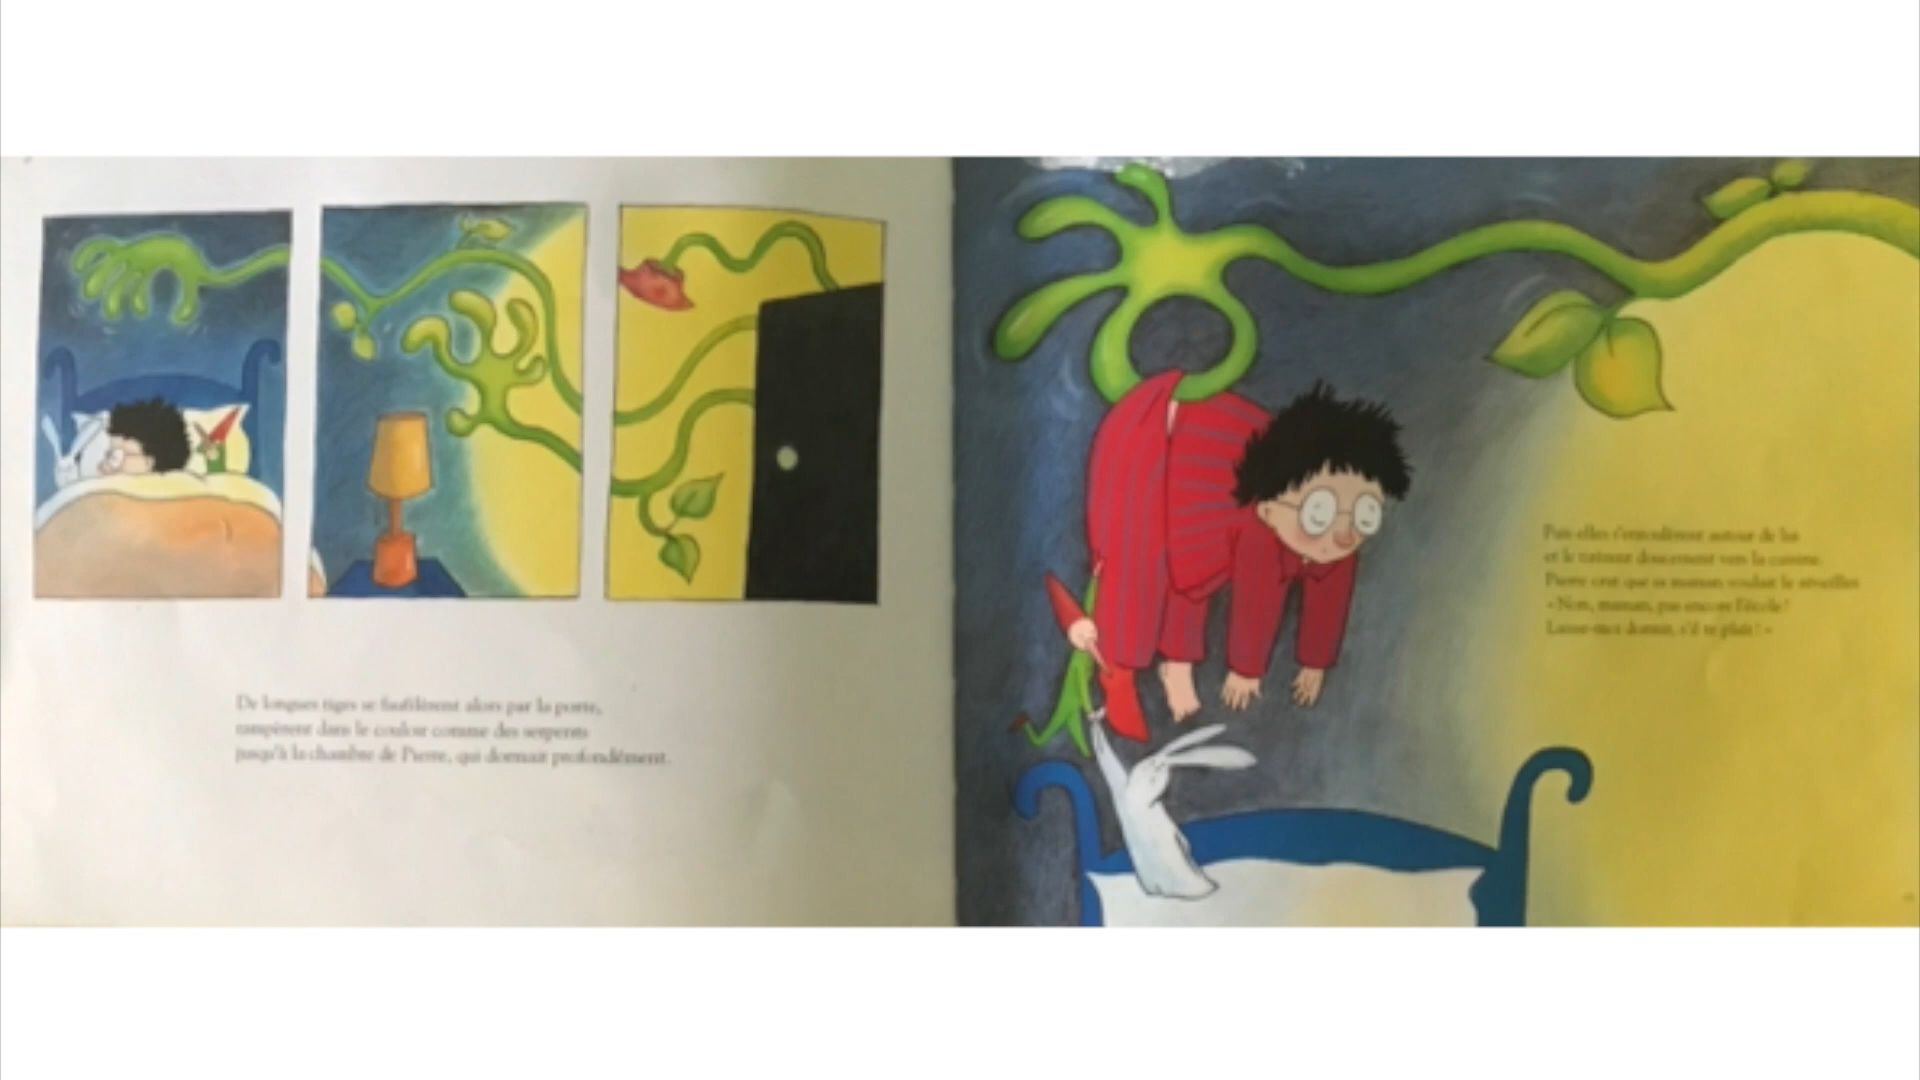 De longues tiges se faufilèrent alors par la porte,
rampèrent dans le couloir comme des serpents
jusqu'à la chambre de Pierre, qui dormait profondément.
Puis elles s'enroulèrent autour de lui
et le traînèrent doucement vers la cuisine.
Pierre crut que sa maman voulait le réveiller.
« Non, maman, pas encore l'école !
Laisse-moi dormir, s'il te plaît ! »